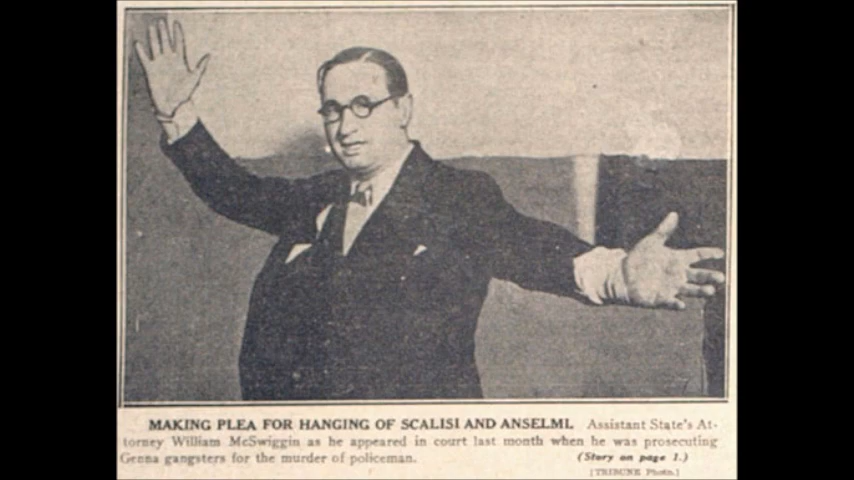 MAKING PLEA FOR HANGING OF SCALISI AND ANSELMI. Assistant State's At-
torney William McSwiggin as he appeared in court last month when he was prosecuting
Genna gangsters for the murder of policeman. (Story on page 1.)
[TRIBUNE Photo.]